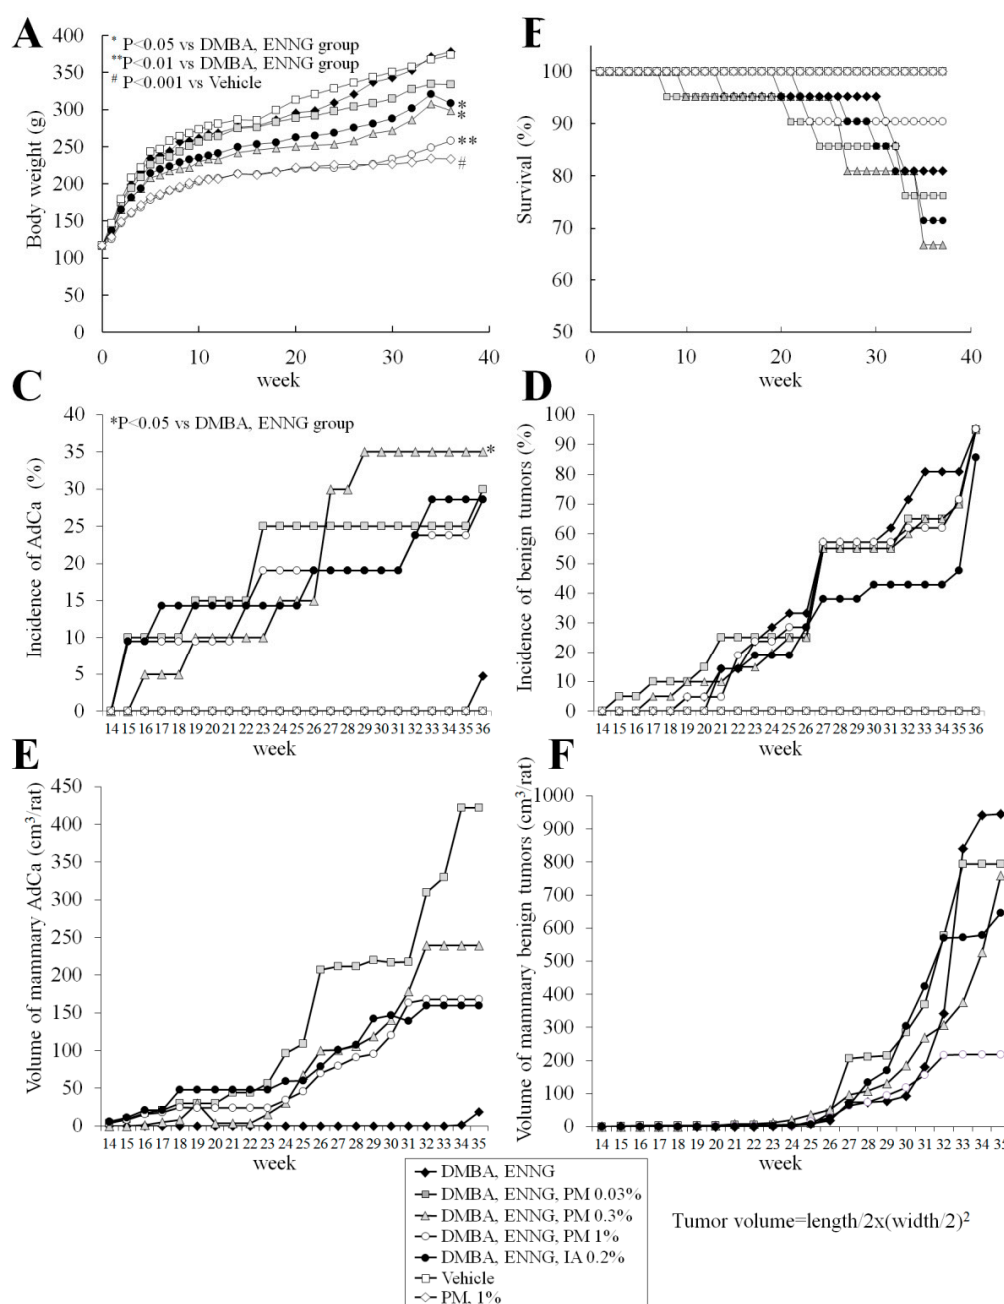 A
* P<0.05 vs DMBA, ENNG group
**P<0.01 vs DMBA, ENNG group
# P<0.001 vs Vehicle
Body weight (g)
400
350
300
250
200
150
100
50
0
*
*
**
#
0 10 20 30 40
week
Survival (%)
100
90
80
70
60
50
0 10 20 30 40
week
C
*P<0.05 vs DMBA, ENNG group
Incidence of AdCa (%)
40
35
30
25
20
15
10
5
0
*
14 15 16 17 18 19 20 21 22 23 24 25 26 27 28 29 30 31 32 33 34 35 36
week
D
Incidence of benign tumors (%)
100
90
80
70
60
50
40
30
20
10
0
14 15 16 17 18 19 20 21 22 23 24 25 26 27 28 29 30 31 32 33 34 35 36
week
E
Volume of mammary AdCa (cm³/rat)
450
400
350
300
250
200
150
100
50
0
14 15 16 17 18 19 20 21 22 23 24 25 26 27 28 29 30 31 32 33 34 35
week
F
Volume of mammary benign tumors (cm³/rat)
1000
900
800
700
600
500
400
300
200
100
0
14 15 16 17 18 19 20 21 22 23 24 25 26 27 28 29 30 31 32 33 34 35
week
DMBA, ENNG
DMBA, ENNG, PM 0.03%
DMBA, ENNG, PM 0.3%
DMBA, ENNG, PM 1%
DMBA, ENNG, IA 0.2%
Vehicle
PM, 1%
Tumor volume=length/2x(width/2)²